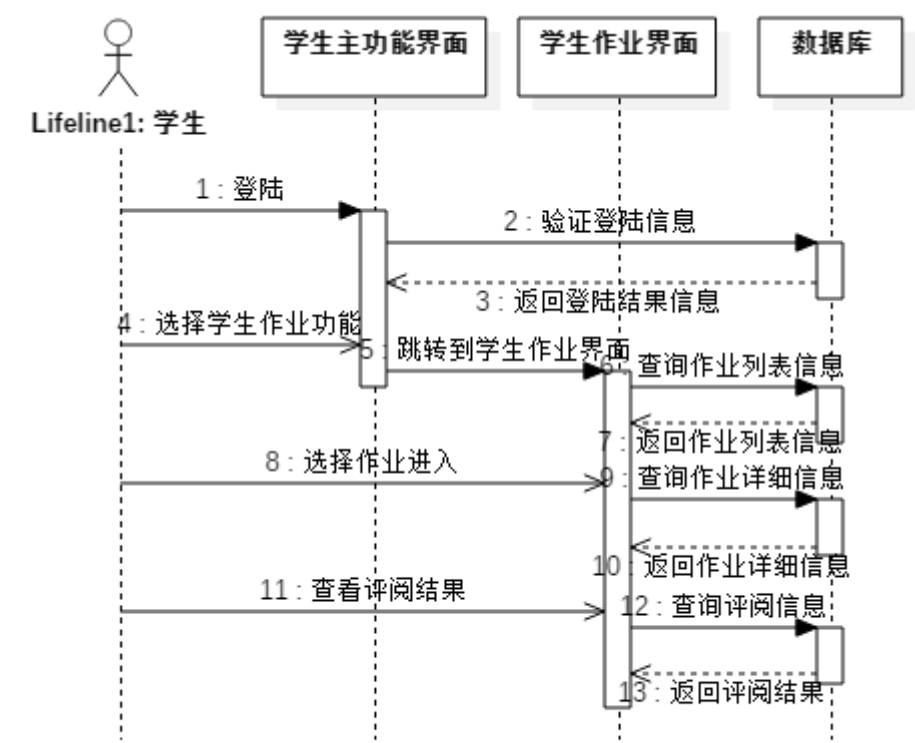 学生主功能界面
学生作业界面
数据库
Lifeline1: 学生
1 : 登陆
2 : 验证登陆信息
3 : 返回登陆结果信息
4 : 选择学生作业功能
5 : 跳转到学生作业界面
6 : 查询作业列表信息
7 : 返回作业列表信息
8 : 选择作业进入
9 : 查询作业详细信息
10 : 返回作业详细信息
11 : 查看评阅结果
12 : 查询评阅信息
13 : 返回评阅结果